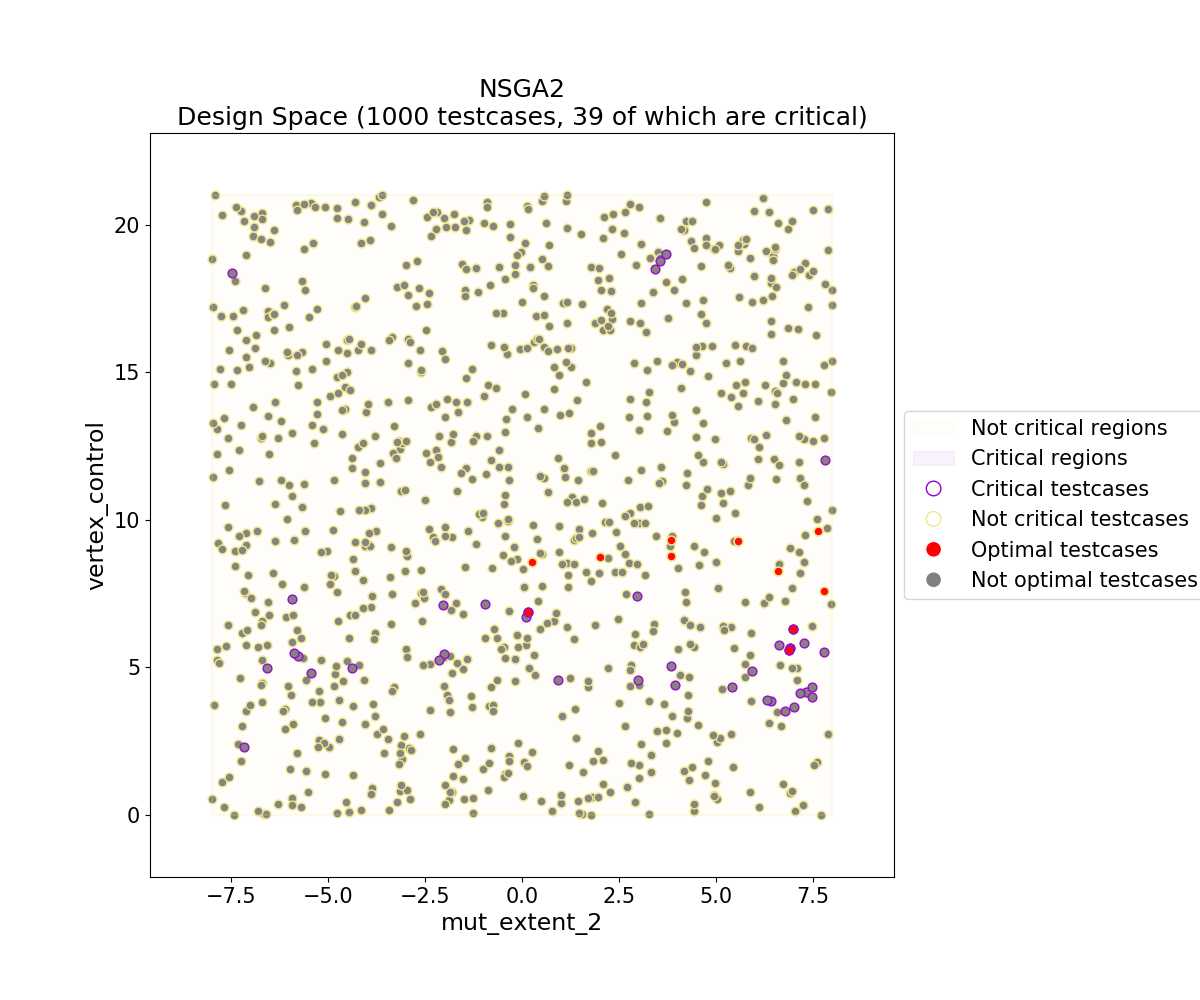 NSGA2
Design Space (1000 testcases, 39 of which are critical)
20
15
10
5
0
vertex_control
−7.5
−5.0
−2.5
0.0
2.5
5.0
7.5
mut_extent_2
Not critical regions
Critical regions
Critical testcases
Not critical testcases
Optimal testcases
Not optimal testcases